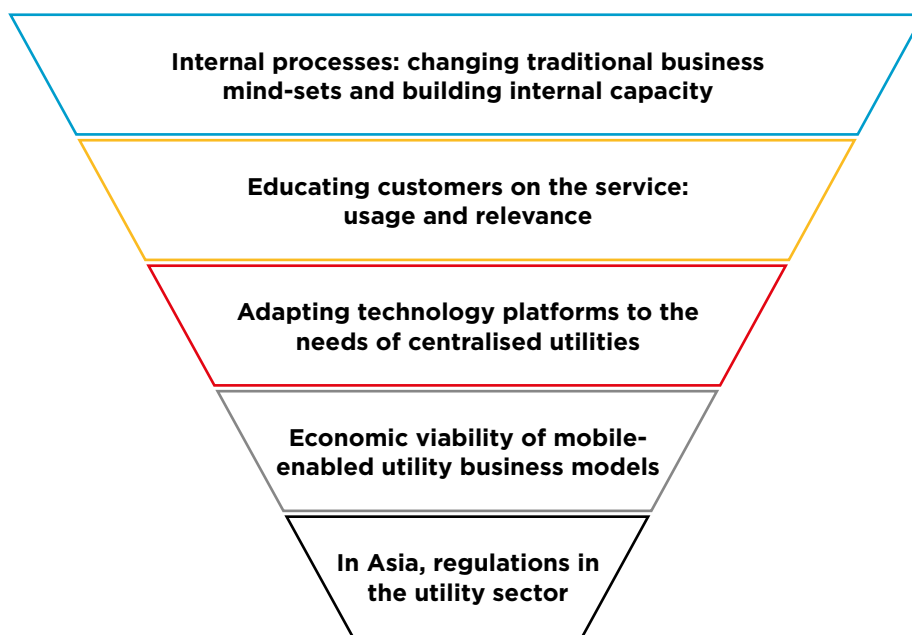 Internal processes: changing traditional business
mind-sets and building internal capacity
Educating customers on the service:
usage and relevance
Adapting technology platforms to the
needs of centralised utilities
Economic viability of mobile-
enabled utility business models
In Asia, regulations in
the utility sector